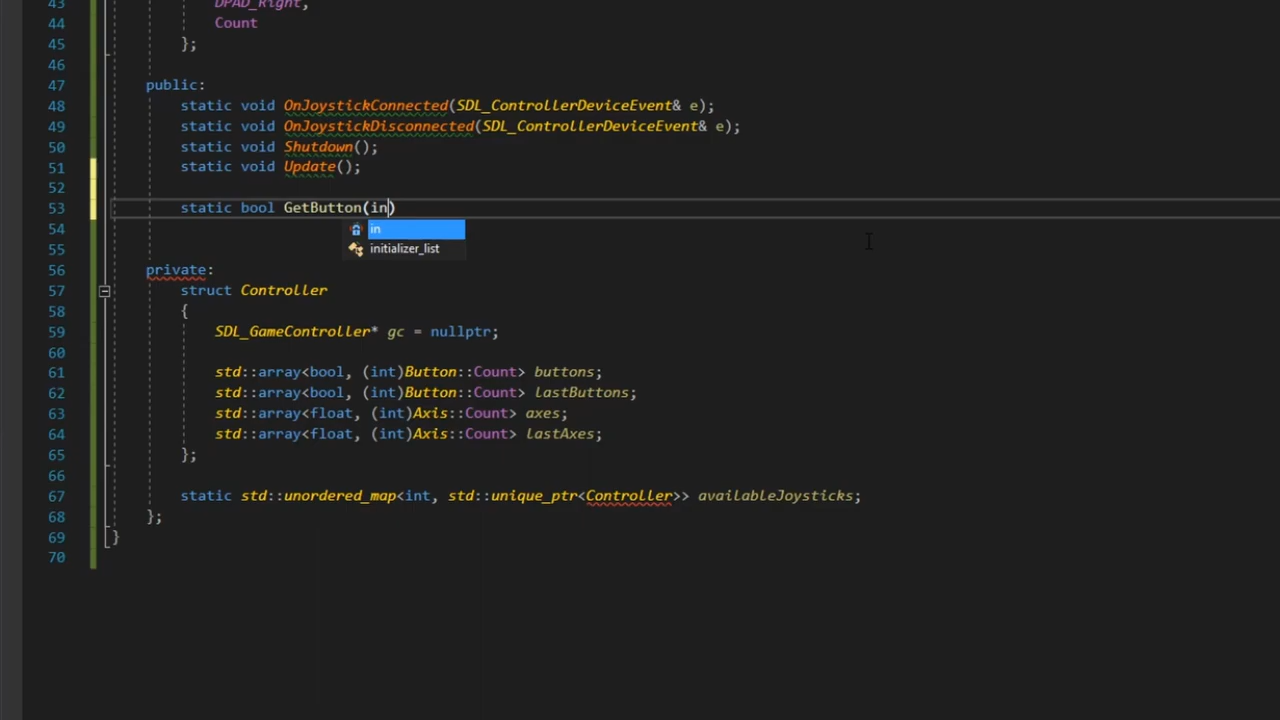 43 DPAD_Right,
44 Count
45 };
46
47 public:
48 static void OnJoystickConnected(SDL_ControllerDeviceEvent& e);
49 static void OnJoystickDisconnected(SDL_ControllerDeviceEvent& e);
50 static void Shutdown();
51 static void Update();
52
53 static bool GetButton(in)
54 in
initializer_list
55
56 private:
57 struct Controller
58 {
59 SDL_GameController* gc = nullptr;
60
61 std::array<bool, (int)Button::Count> buttons;
62 std::array<bool, (int)Button::Count> lastButtons;
63 std::array<float, (int)Axis::Count> axes;
64 std::array<float, (int)Axis::Count> lastAxes;
65 };
66
67 static std::unordered_map<int, std::unique_ptr<Controller>> availableJoysticks;
68 };
69 }
70